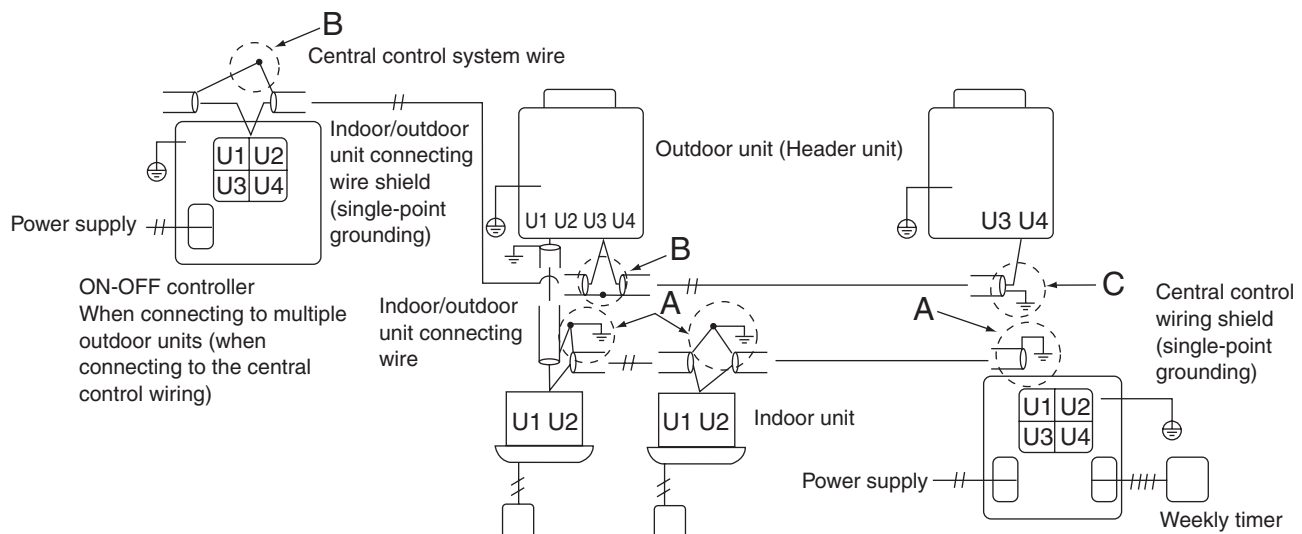 B
Central control system wire
U1 U2
U3 U4
Power supply
Indoor/outdoor
unit connecting
wire shield
(single-point
grounding)
ON-OFF controller
When connecting to multiple
outdoor units (when
connecting to the central
control wiring)
Outdoor unit (Header unit)
U1 U2 U3 U4
U3 U4
B
Indoor/outdoor
unit connecting
wire
A
A
C
Central control
wiring shield
(single-point
grounding)
U1 U2
U1 U2
Indoor unit
U1 U2
U3 U4
Power supply
Weekly timer